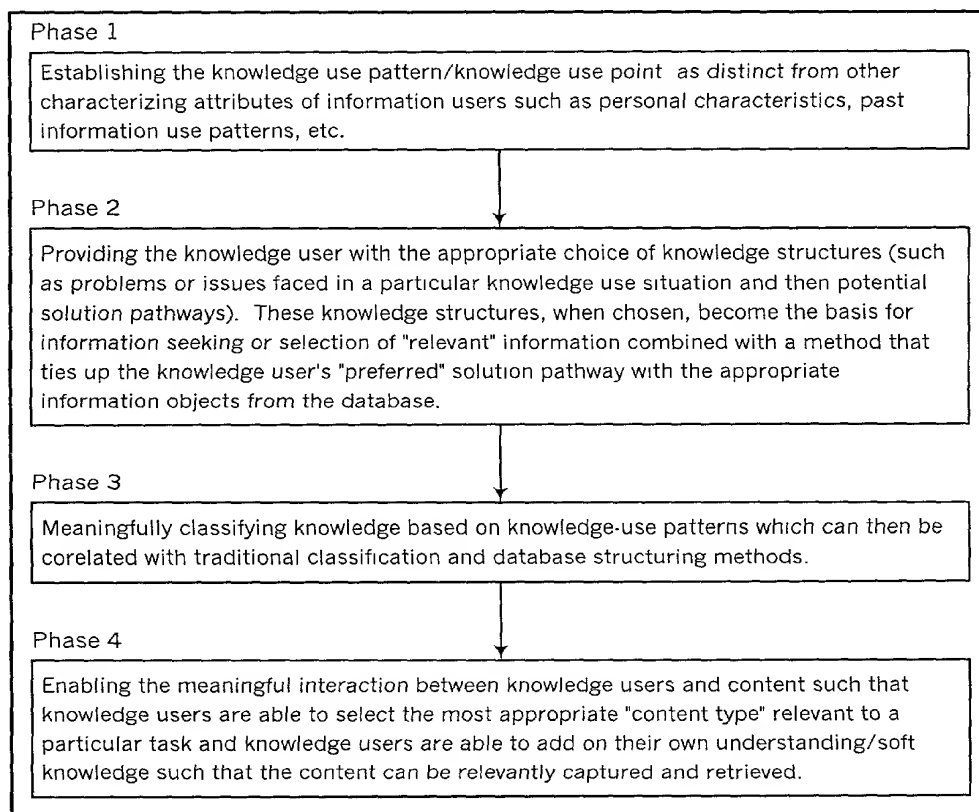 Phase 1
Establishing the knowledge use pattern/knowledge use point as distinct from other
characterizing attributes of information users such as personal characteristics, past
information use patterns, etc.
Phase 2
Providing the knowledge user with the appropriate choice of knowledge structures (such
as problems or issues faced in a particular knowledge use situation and then potential
solution pathways). These knowledge structures, when chosen, become the basis for
information seeking or selection of "relevant" information combined with a method that
ties up the knowledge user's "preferred" solution pathway with the appropriate
information objects from the database.
Phase 3
Meaningfully classifying knowledge based on knowledge-use patterns which can then be
corelated with traditional classification and database structuring methods.
Phase 4
Enabling the meaningful interaction between knowledge users and content such that
knowledge users are able to select the most appropriate "content type" relevant to a
particular task and knowledge users are able to add on their own understanding/soft
knowledge such that the content can be relevantly captured and retrieved.